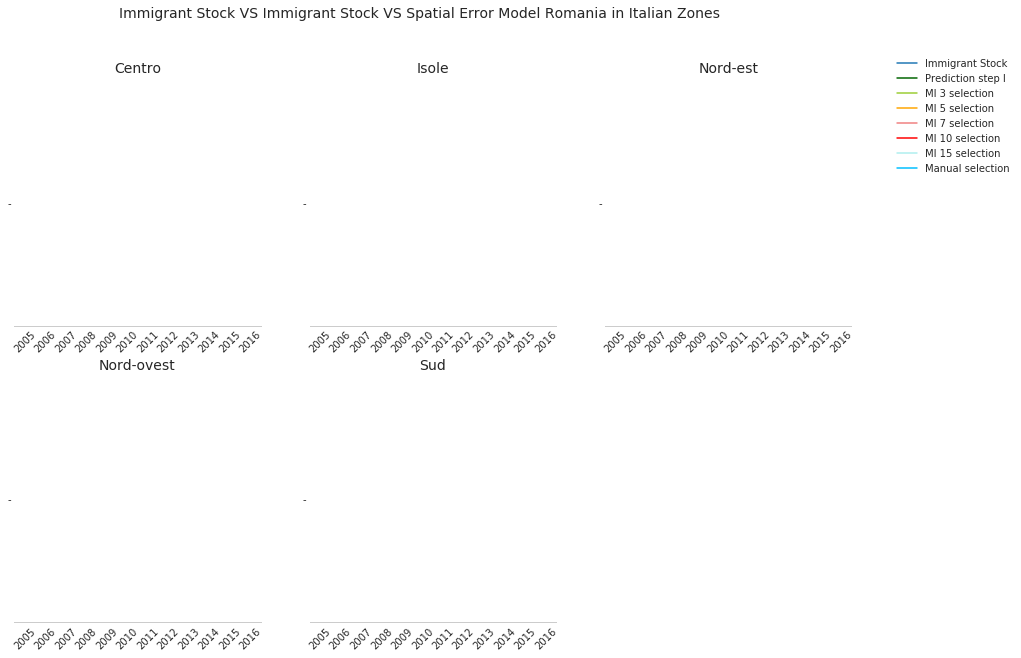 Immigrant Stock VS Immigrant Stock VS Spatial Error Model Romania in Italian Zones
Centro
Isole
Nord-est
Immigrant Stock
Prediction step I
MI 3 selection
MI 5 selection
MI 7 selection
MI 10 selection
MI 15 selection
Manual selection
- - -
2005 2006 2007 2008 2009 2010 2011 2012 2013 2014 2015 2016
2005 2006 2007 2008 2009 2010 2011 2012 2013 2014 2015 2016
2005 2006 2007 2008 2009 2010 2011 2012 2013 2014 2015 2016
Nord-ovest
Sud
- -
2005 2006 2007 2008 2009 2010 2011 2012 2013 2014 2015 2016
2005 2006 2007 2008 2009 2010 2011 2012 2013 2014 2015 2016